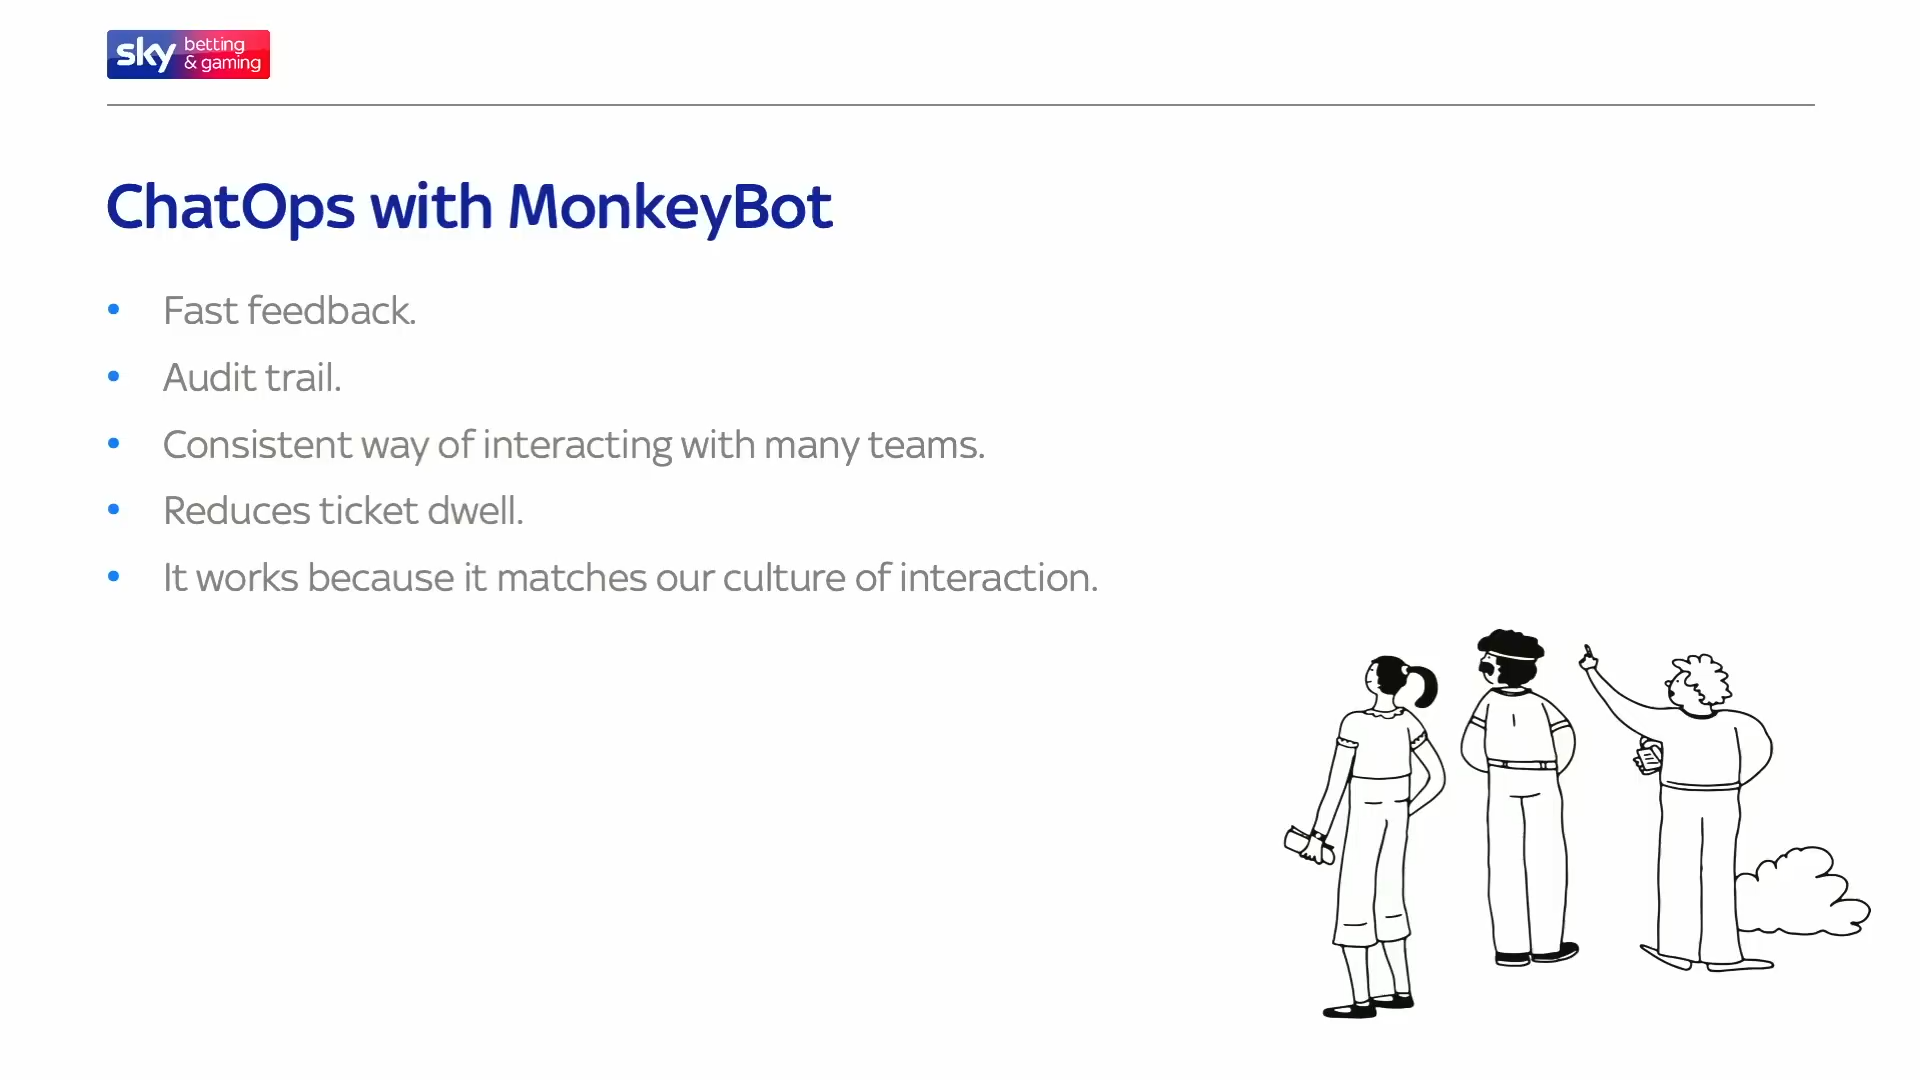 sky betting
& gaming
ChatOps with MonkeyBot
• Fast feedback.
• Audit trail.
• Consistent way of interacting with many teams.
• Reduces ticket dwell.
• It works because it matches our culture of interaction.